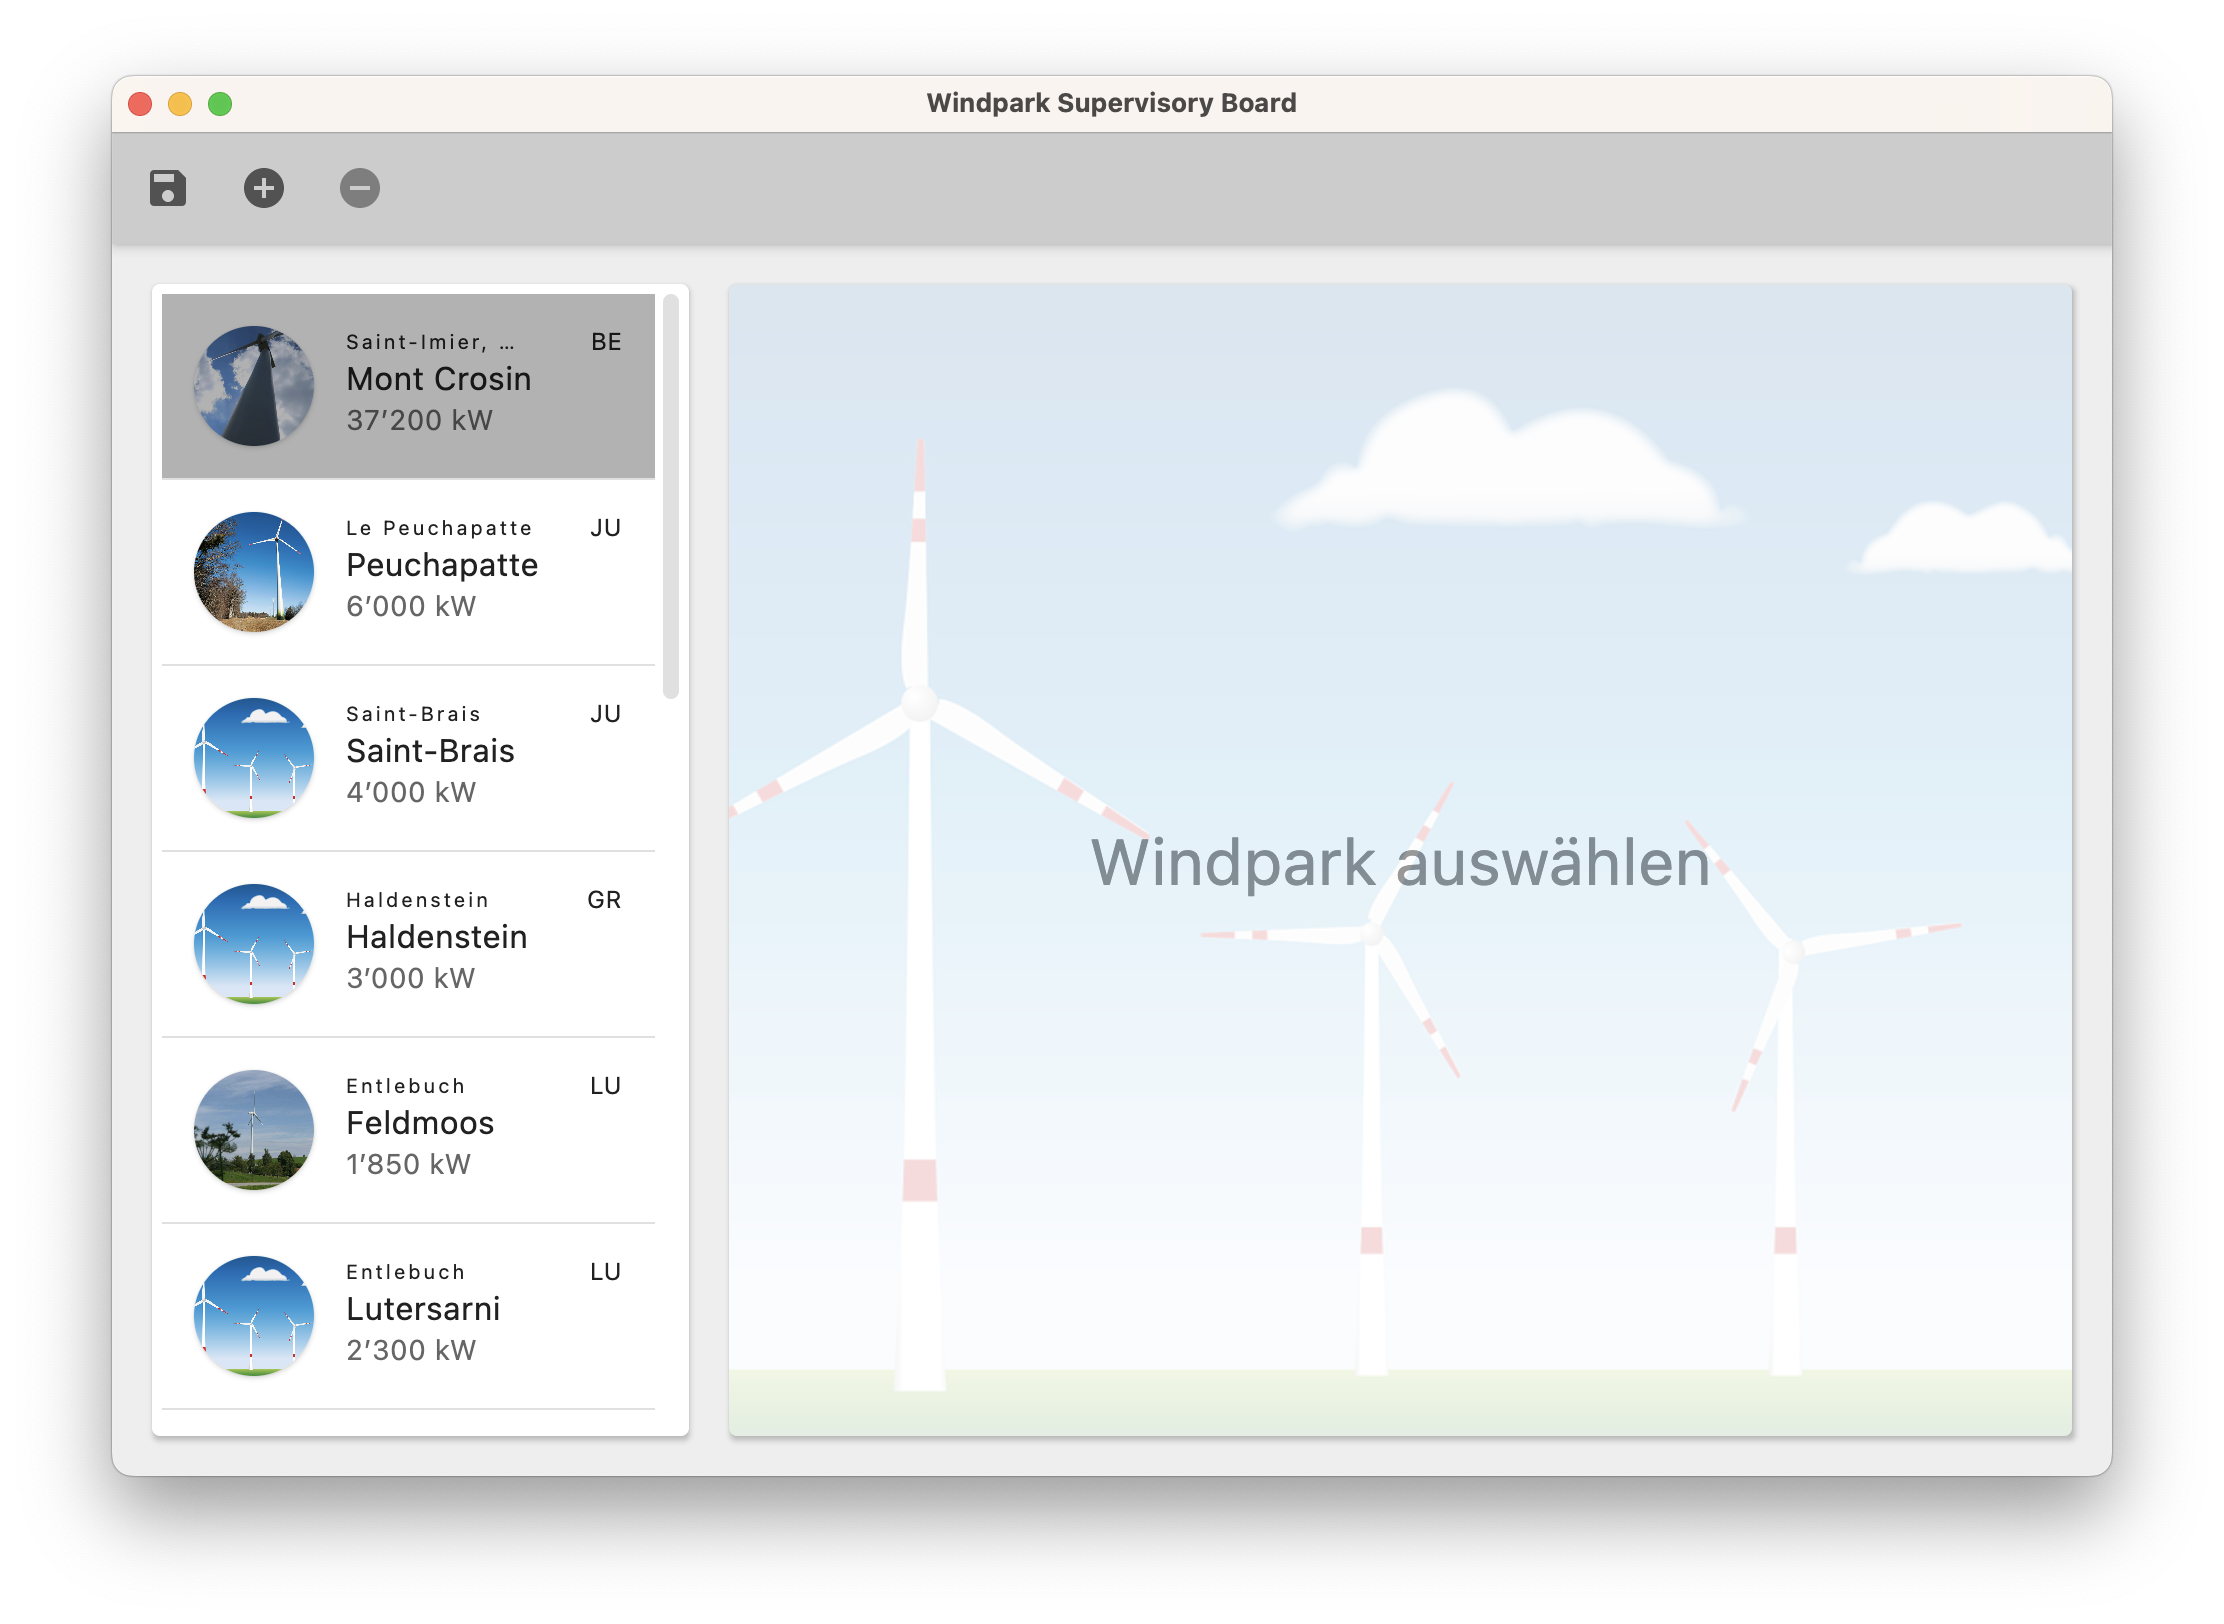 Windpark Supervisory Board
Saint-Imier, …
BE
Mont Crosin
37’200 kW
Le Peuchapatte
JU
Peuchapatte
6’000 kW
Saint-Brais
JU
Saint-Brais
4’000 kW
Haldenstein
GR
Haldenstein
3’000 kW
Entlebuch
LU
Feldmoos
1’850 kW
Entlebuch
LU
Lutersarni
2’300 kW
Windpark auswählen